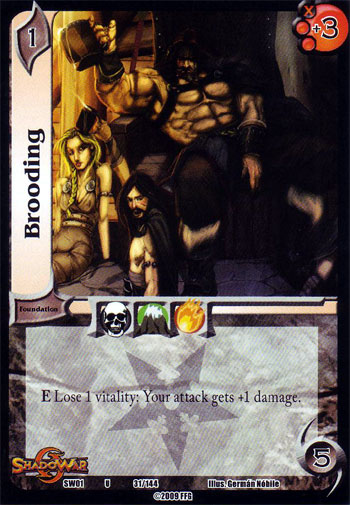 1
+3
Brooding
Foundation
E Lose 1 vitality: Your attack gets +1 damage.
5
ShadoWar
SW01 U 31/144 Illus. Germán Nóbile
©2009 FFG